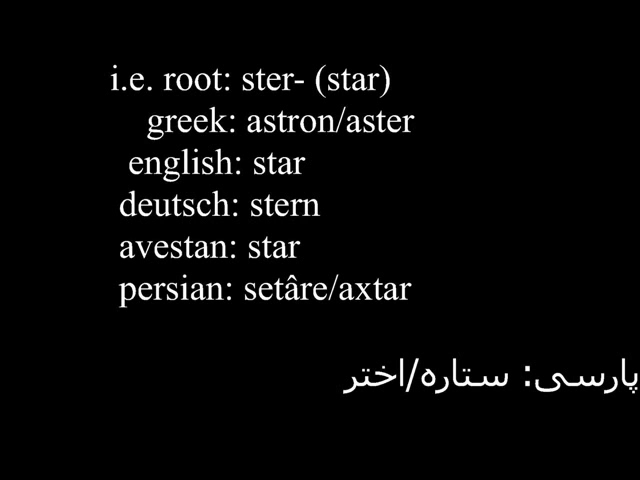 i.e. root: ster- (star)
greek: astron/aster
english: star
deutsch: stern
avestan: star
persian: setâre/axtar
پارسی: ستاره/اختر